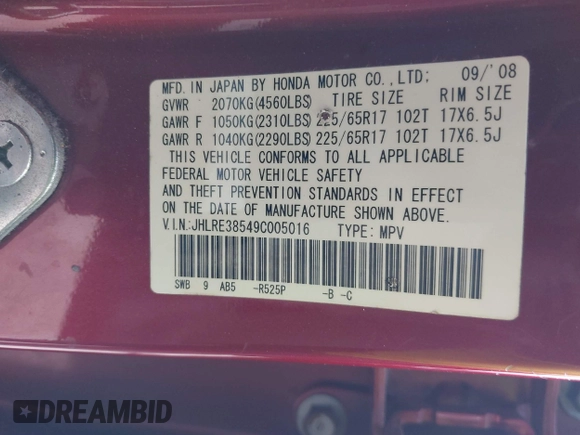 MFD. IN JAPAN BY HONDA MOTOR CO., LTD: 09/'08
GVWR 2070KG(4560LBS) TIRE SIZE RIM SIZE
GAWR F 1050KG(2310LBS) 225/65R17 102T 17X6.5J
GAWR R 1040KG(2290LBS) 225/65R17 102T 17X6.5J
THIS VEHICLE CONFORMS TO ALL APPLICABLE
FEDERAL MOTOR VEHICLE SAFETY
AND THEFT PREVENTION STANDARDS IN EFFECT
ON THE DATE OF MANUFACTURE SHOWN ABOVE.
V.I.N:JHLRE38549C005016 TYPE: MPV
SWB 9 AB5 -R525P -B -C
DREAMBID